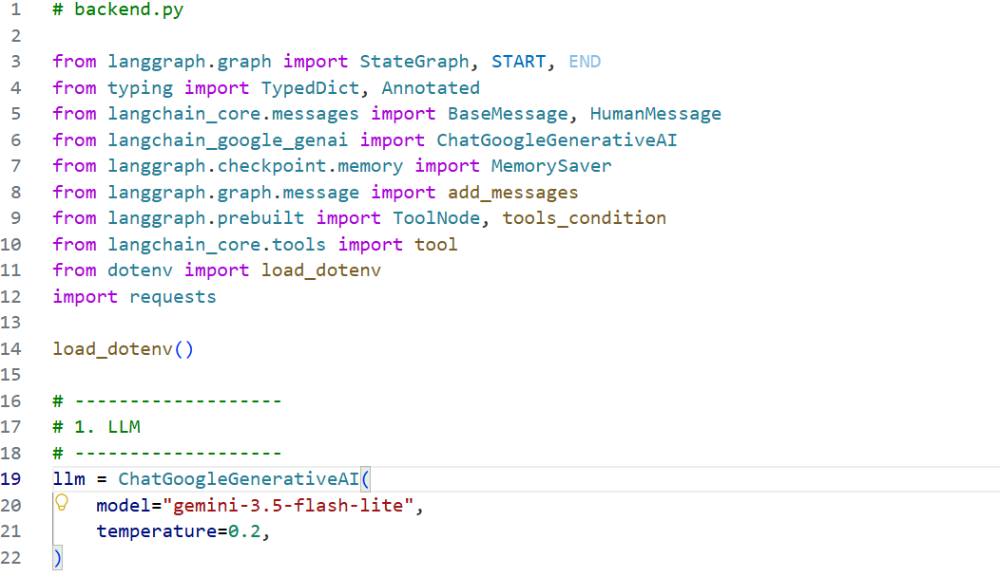 1 # backend.py
2
3 from langgraph.graph import StateGraph, START, END
4 from typing import TypedDict, Annotated
5 from langchain_core.messages import BaseMessage, HumanMessage
6 from langchain_google_genai import ChatGoogleGenerativeAI
7 from langgraph.checkpoint.memory import MemorySaver
8 from langgraph.graph.message import add_messages
9 from langgraph.prebuilt import ToolNode, tools_condition
10 from langchain_core.tools import tool
11 from dotenv import load_dotenv
12 import requests
13
14 load_dotenv()
15
16 # -------------------
17 # 1. LLM
18 # -------------------
19 llm = ChatGoogleGenerativeAI(
20     model="gemini-3.5-flash-lite",
21     temperature=0.2,
22 )